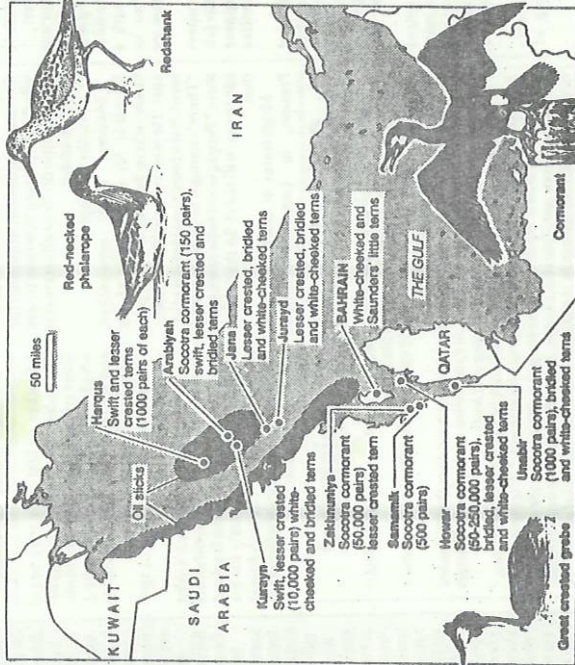 Red-necked
phalarope
Redshank
50 miles
IRAN
KUWAIT
SAUDI
ARABIA
Oil slicks
Harqus
Swift and lesser
crested terns
(1000 pairs of each)
Arabiyah
Socotra cormorant (150 pairs),
swift, lesser crested and
bridled terns
Jana
Lesser crested, bridled
and white-cheeked terns
Jurayd
Lesser crested, bridled
and white-cheeked terns
BAHRAIN
White-cheeked and
Saunders' little terns
THE GULF
QATAR
Kurayn
Swift, lesser crested
(10,000 pairs) white-
cheeked and bridled terns
Zakhnuniya
Socotra cormorant
(50,000 pairs)
lesser crested tern
Samamik
Socotra cormorant
(500 pairs)
Howar
Socotra cormorant
(50-250,000 pairs),
bridled, lesser crested
and white-cheeked terns
Unabir
Socotra cormorant
(1000 pairs), bridled
and white-cheeked terns
Great crested grebe
Cormorant